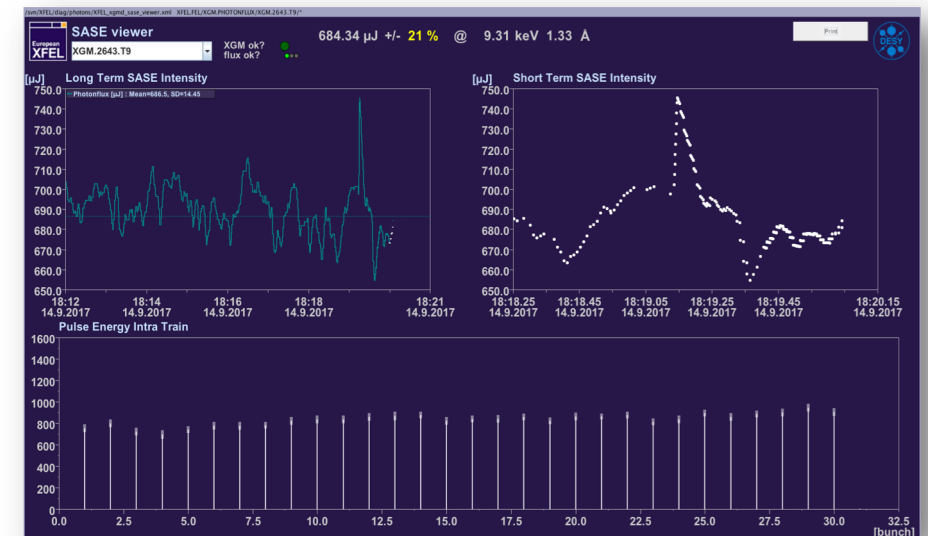 /svn/XFEL/diag/photons/XFEL_xgmd_sase_viewer.xml XFEL.FEL/XGM.PHOTONFLUX/XGM.2643.T9/*
European
XFEL
SASE viewer
XGM.2643.T9
XGM ok?
flux ok?
684.34 µJ +/- 21 % @ 9.31 keV 1.33 Å
Print
DESY
[µJ] Long Term SASE Intensity
Photonflux [µJ] : Mean=686.5, SD=14.45
750.0
740.0
730.0
720.0
710.0
700.0
690.0
680.0
670.0
660.0
650.0
18:12 18:14 18:16 18:18 18:21
14.9.2017 14.9.2017 14.9.2017 14.9.2017 14.9.2017
[µJ] Short Term SASE Intensity
750.0
740.0
730.0
720.0
710.0
700.0
690.0
680.0
670.0
660.0
650.0
18:18.25 18:18.45 18:19.05 18:19.25 18:19.45 18:20.15
14.9.2017 14.9.2017 14.9.2017 14.9.2017 14.9.2017 14.9.2017
Pulse Energy Intra Train
1600
1400
1200
1000
800
600
400
200
0
0.0 2.5 5.0 7.5 10.0 12.5 15.0 17.5 20.0 22.5 25.0 27.5 30.0 32.5
[bunch]